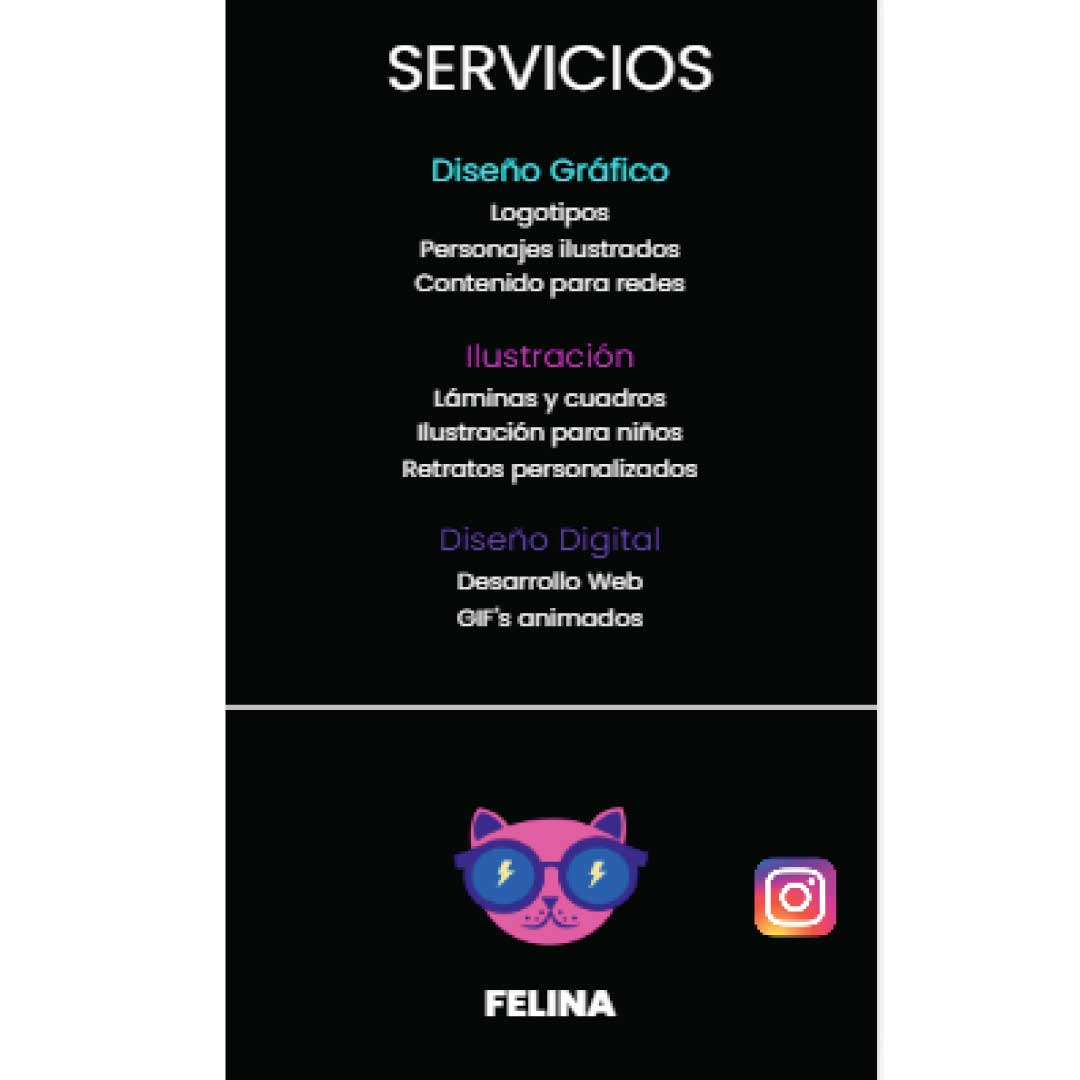 SERVICIOS
Diseño Gráfico
Logotipos
Personajes ilustrados
Contenido para redes
Ilustración
Láminas y cuadros
Ilustración para niños
Retratos personalizados
Diseño Digital
Desarrollo Web
GIF's animados
FELINA